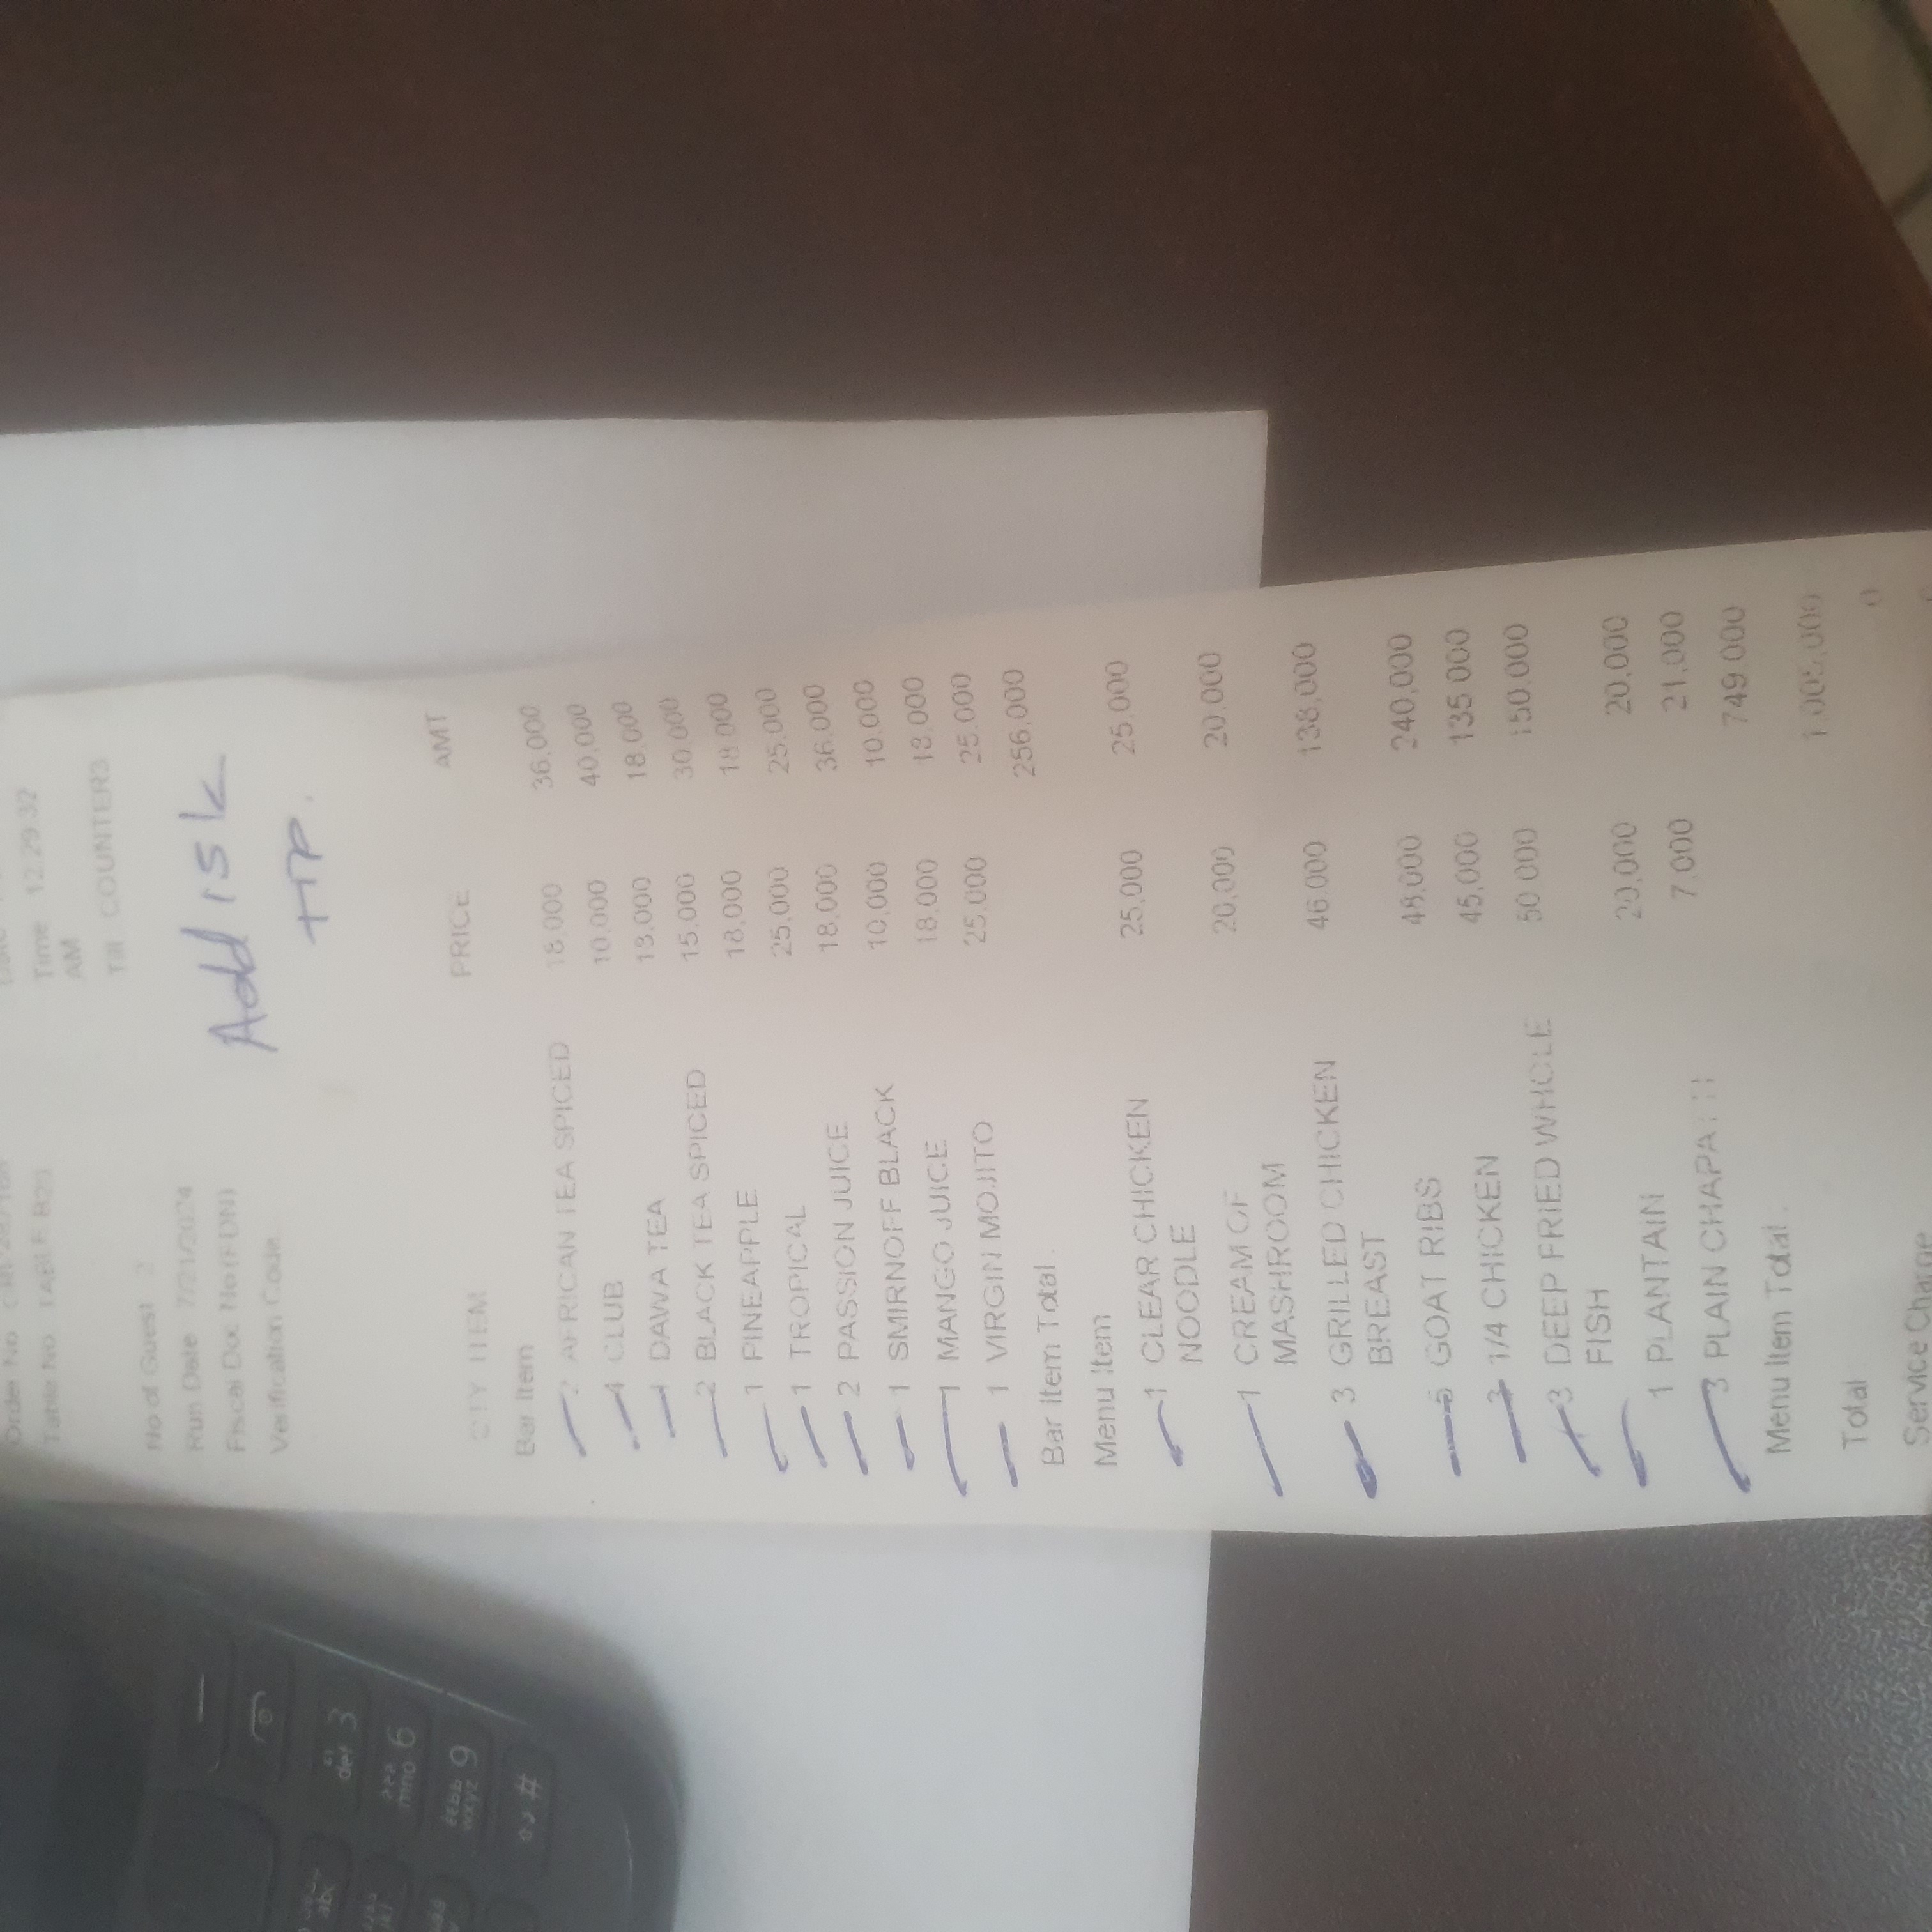 Order No
Table No TABLE B29
Time 12:29:32
AM
Till COUNTER3
No of Guest 2
Run Date 7/21/2024
Fiscal Doc No (FDN)
Verification Code
Add 15k
tip.
QTY ITEM PRICE AMT
Bar Item
2 AFRICAN TEA SPICED 18,000 36,000
4 CLUB 10,000 40,000
1 DAWA TEA 18,000 18,000
2 BLACK TEA SPICED 15,000 30,000
1 PINEAPPLE 18,000 18,000
1 TROPICAL 25,000 25,000
2 PASSION JUICE 18,000 36,000
1 SMIRNOFF BLACK 10,000 10,000
1 MANGO JUICE 18,000 18,000
1 VIRGIN MOJITO 25,000 25,000
Bar Item Total 256,000
Menu Item
1 CLEAR CHICKEN 25,000 25,000
NOODLE
1 CREAM OF 20,000 20,000
MASHROOM
3 GRILLED CHICKEN 46,000 138,000
BREAST
5 GOAT RIBS 48,000 240,000
3 1/4 CHICKEN 45,000 135,000
3 DEEP FRIED WHOLE 50,000 150,000
FISH
1 PLANTAIN 20,000 20,000
3 PLAIN CHAPATTI 7,000 21,000
Menu Item Total 749,000
Total 1,005,000
Service Charge 0
abc
def 3
mno 6
wxyz 9
#